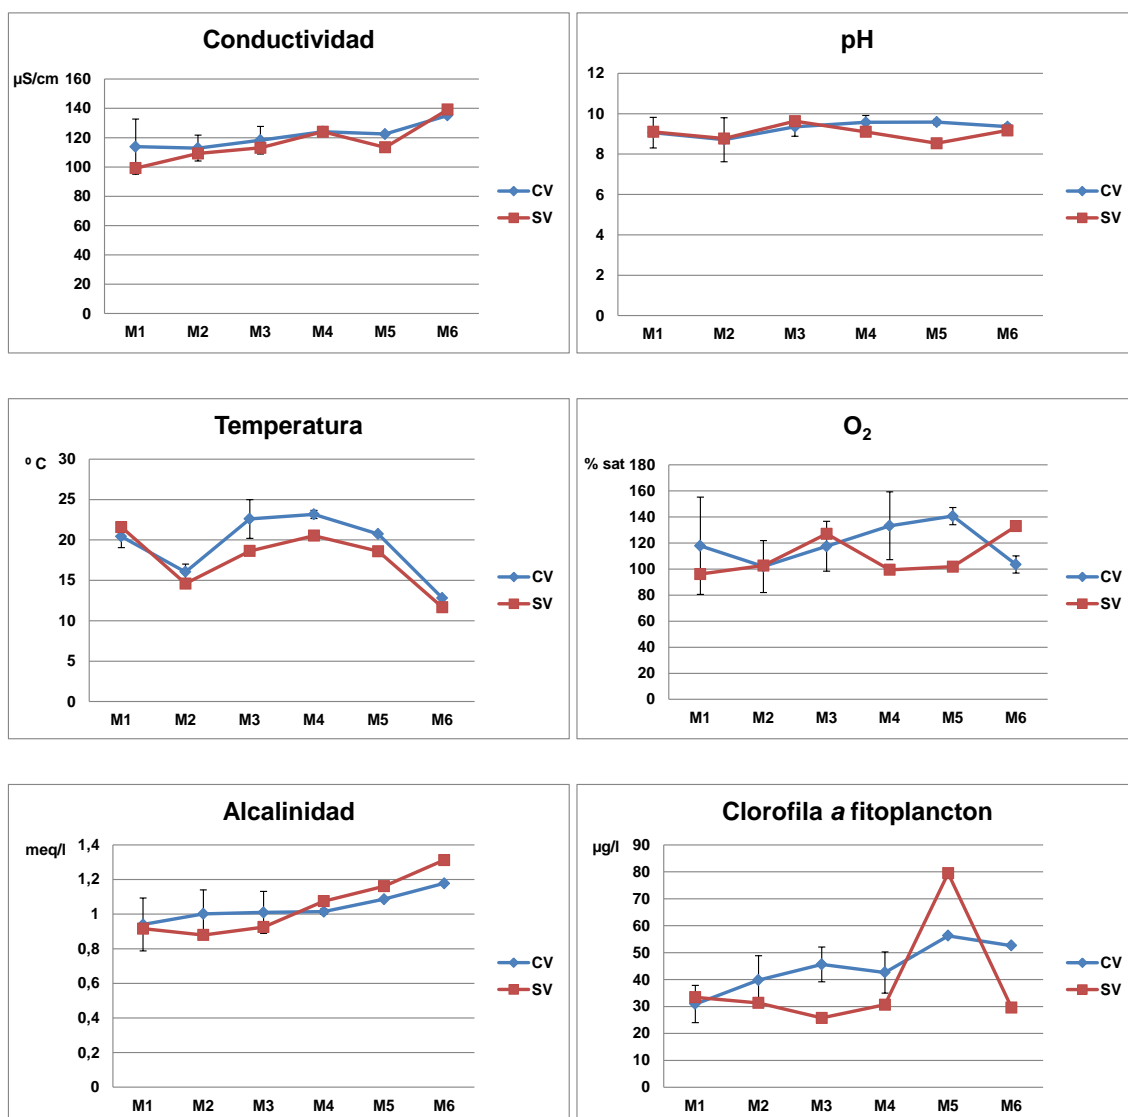 Conductividad
µS/cm 160
140
120
100
80
60
40
20
0
M1 M2 M3 M4 M5 M6
CV
SV
pH
12
10
8
6
4
2
0
M1 M2 M3 M4 M5 M6
CV
SV
Temperatura
º C 30
25
20
15
10
5
0
M1 M2 M3 M4 M5 M6
CV
SV
O2
% sat 180
160
140
120
100
80
60
40
20
0
M1 M2 M3 M4 M5 M6
CV
SV
Alcalinidad
meq/l 1,4
1,2
1
0,8
0,6
0,4
0,2
0
M1 M2 M3 M4 M5 M6
CV
SV
Clorofila a fitoplancton
µg/l 90
80
70
60
50
40
30
20
10
0
M1 M2 M3 M4 M5 M6
CV
SV